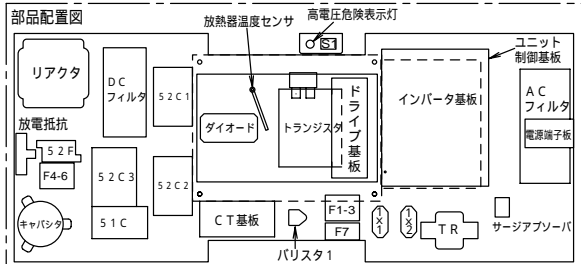 部品配置図
放熱器温度センサ
高電圧危険表示灯
S1
ユニット
制御基板
リアクタ
DC
フィルタ
52C1
ダイオード
トランジスタ
ドライブ基板
インバータ基板
AC
フィルタ
電源端子板
放電抵抗
52F
F4-6
52C3
52C2
キャパシタ
51C
CT基板
バリスタ1
F1-3
F7
1X1
1X2
TR
サージアブソーバ